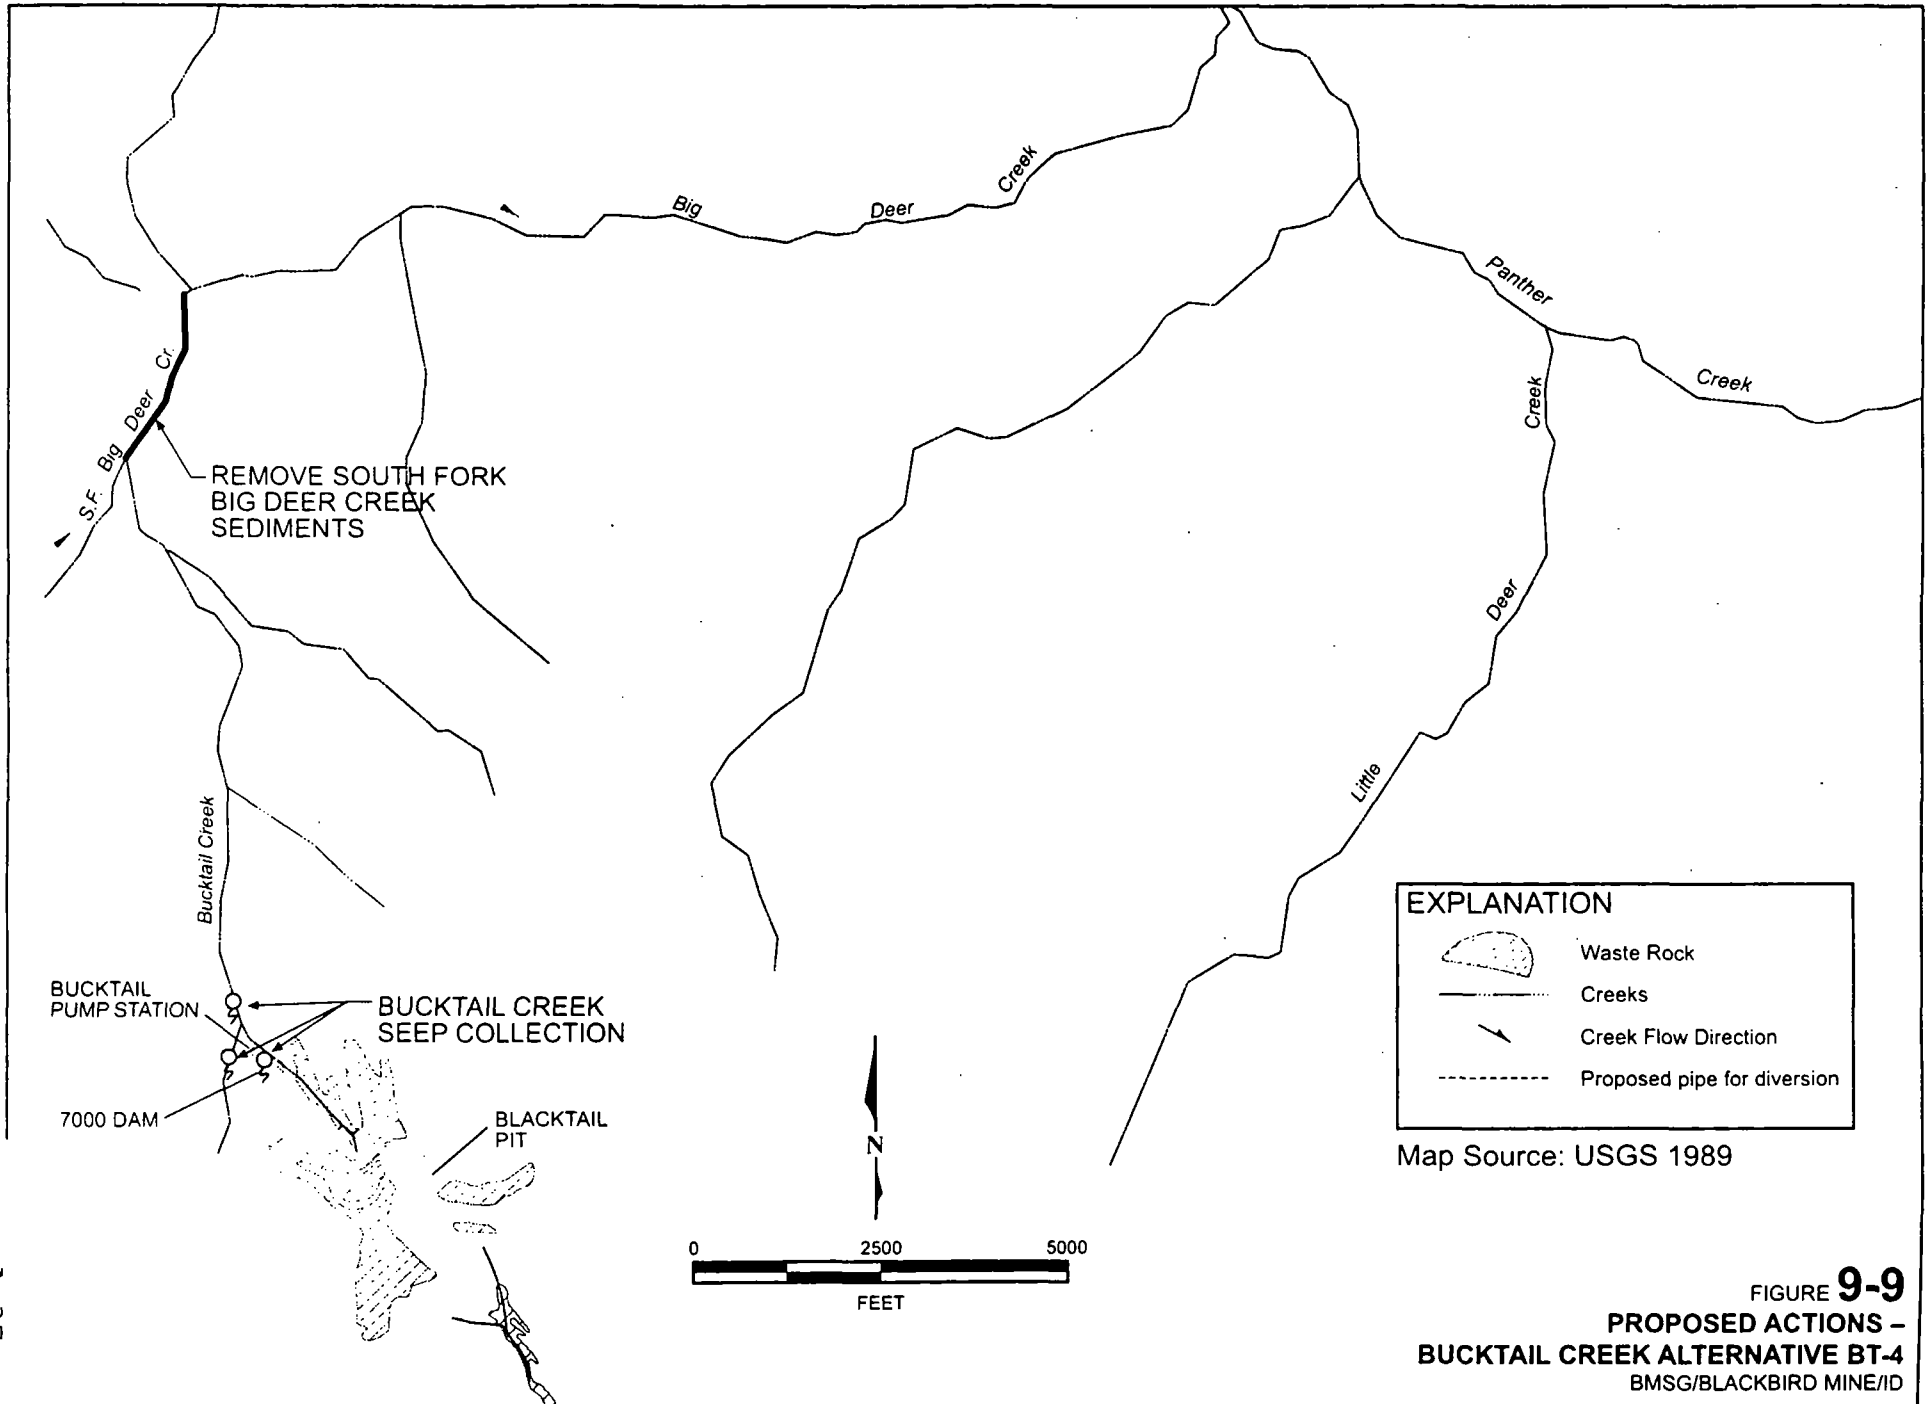 Big Deer Creek
Panther Creek
S.F. Big Deer Cr.
REMOVE SOUTH FORK
BIG DEER CREEK
SEDIMENTS
Little Deer Creek
Bucktail Creek
BUCKTAIL
PUMP STATION
BUCKTAIL CREEK
SEEP COLLECTION
7000 DAM
BLACKTAIL
PIT
N
0 2500 5000
FEET
EXPLANATION
Waste Rock
Creeks
Creek Flow Direction
Proposed pipe for diversion
Map Source: USGS 1989
FIGURE 9-9
PROPOSED ACTIONS –
BUCKTAIL CREEK ALTERNATIVE BT-4
BMSG/BLACKBIRD MINE/ID